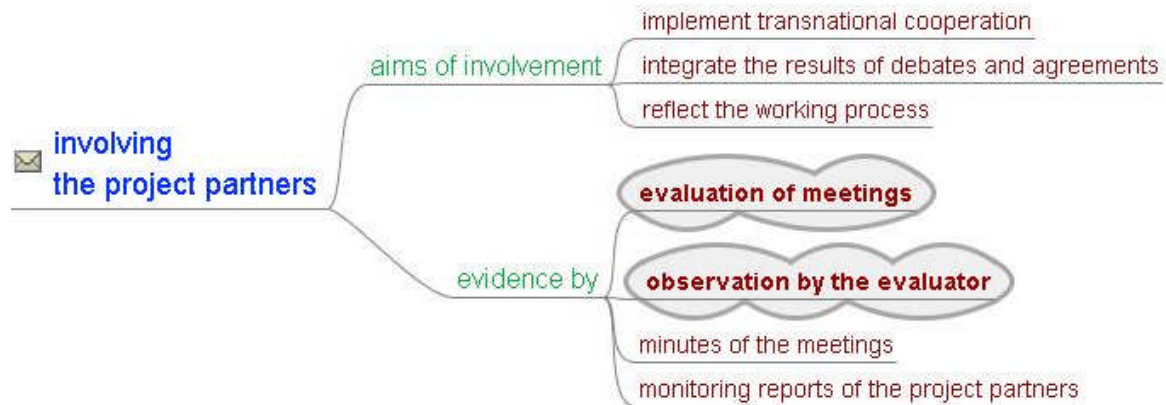 involving
the project partners
aims of involvement
implement transnational cooperation
integrate the results of debates and agreements
reflect the working process
evidence by
evaluation of meetings
observation by the evaluator
minutes of the meetings
monitoring reports of the project partners